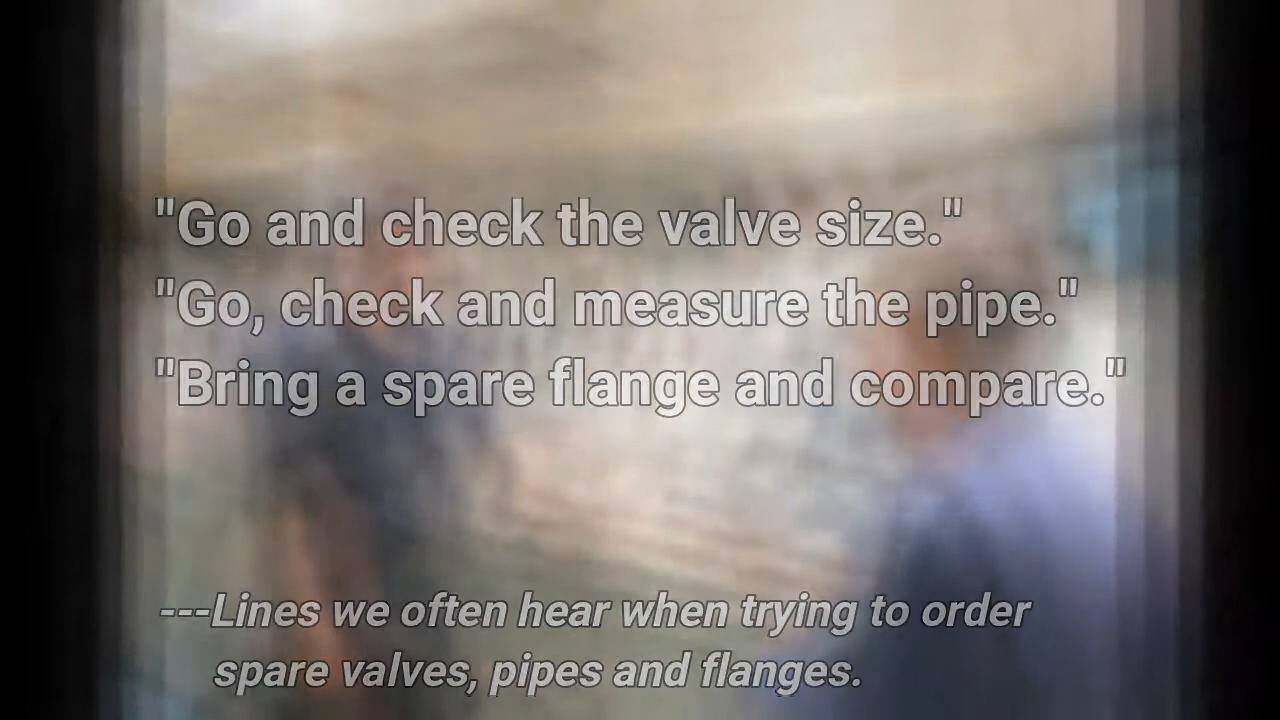 "Go and check the valve size."
"Go, check and measure the pipe."
"Bring a spare flange and compare."
---Lines we often hear when trying to order
spare valves, pipes and flanges.